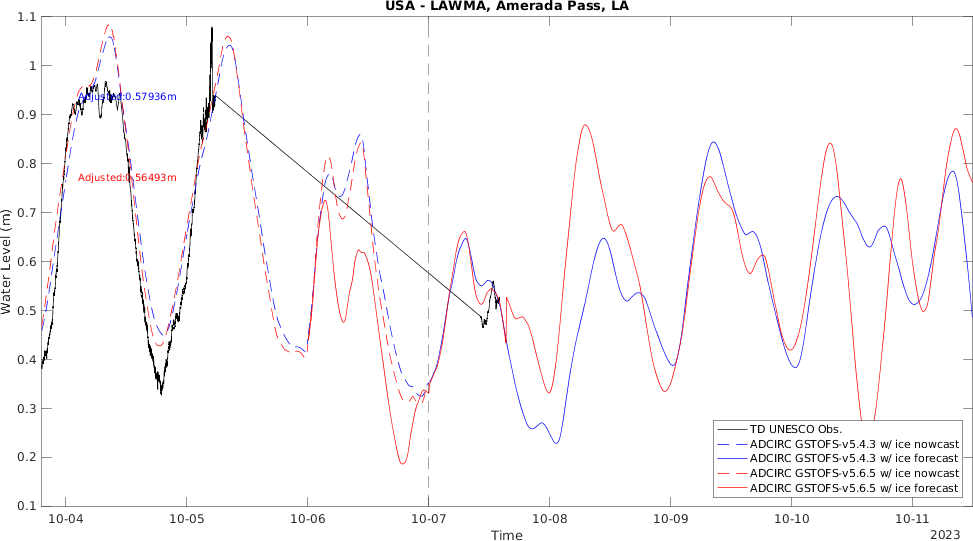 USA - LAWMA, Amerada Pass, LA
1.1
1
0.9
0.8
0.7
0.6
0.5
0.4
0.3
0.2
0.1
Water Level (m)
Adjusted:0.57936m
Adjusted:0.56493m
TD UNESCO Obs.
ADCIRC GSTOFS-v5.4.3 w/ ice nowcast
ADCIRC GSTOFS-v5.4.3 w/ ice forecast
ADCIRC GSTOFS-v5.6.5 w/ ice nowcast
ADCIRC GSTOFS-v5.6.5 w/ ice forecast
10-04 10-05 10-06 10-07 10-08 10-09 10-10 10-11
Time
2023